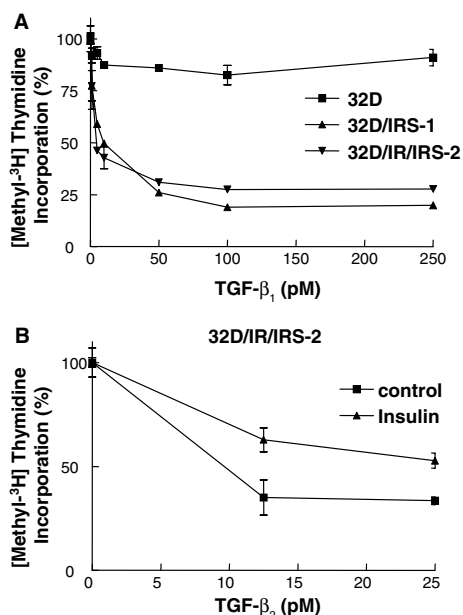 A
[Methyl-³H] Thymidine
Incorporation (%)
100
75
50
25
0
32D
32D/IRS-1
32D/IR/IRS-2
0 50 100 150 200 250
TGF-β₁ (pM)
B
32D/IR/IRS-2
[Methyl-³H] Thymidine
Incorporation (%)
100
50
0
control
Insulin
0 5 10 15 20 25
TGF-β₂ (pM)